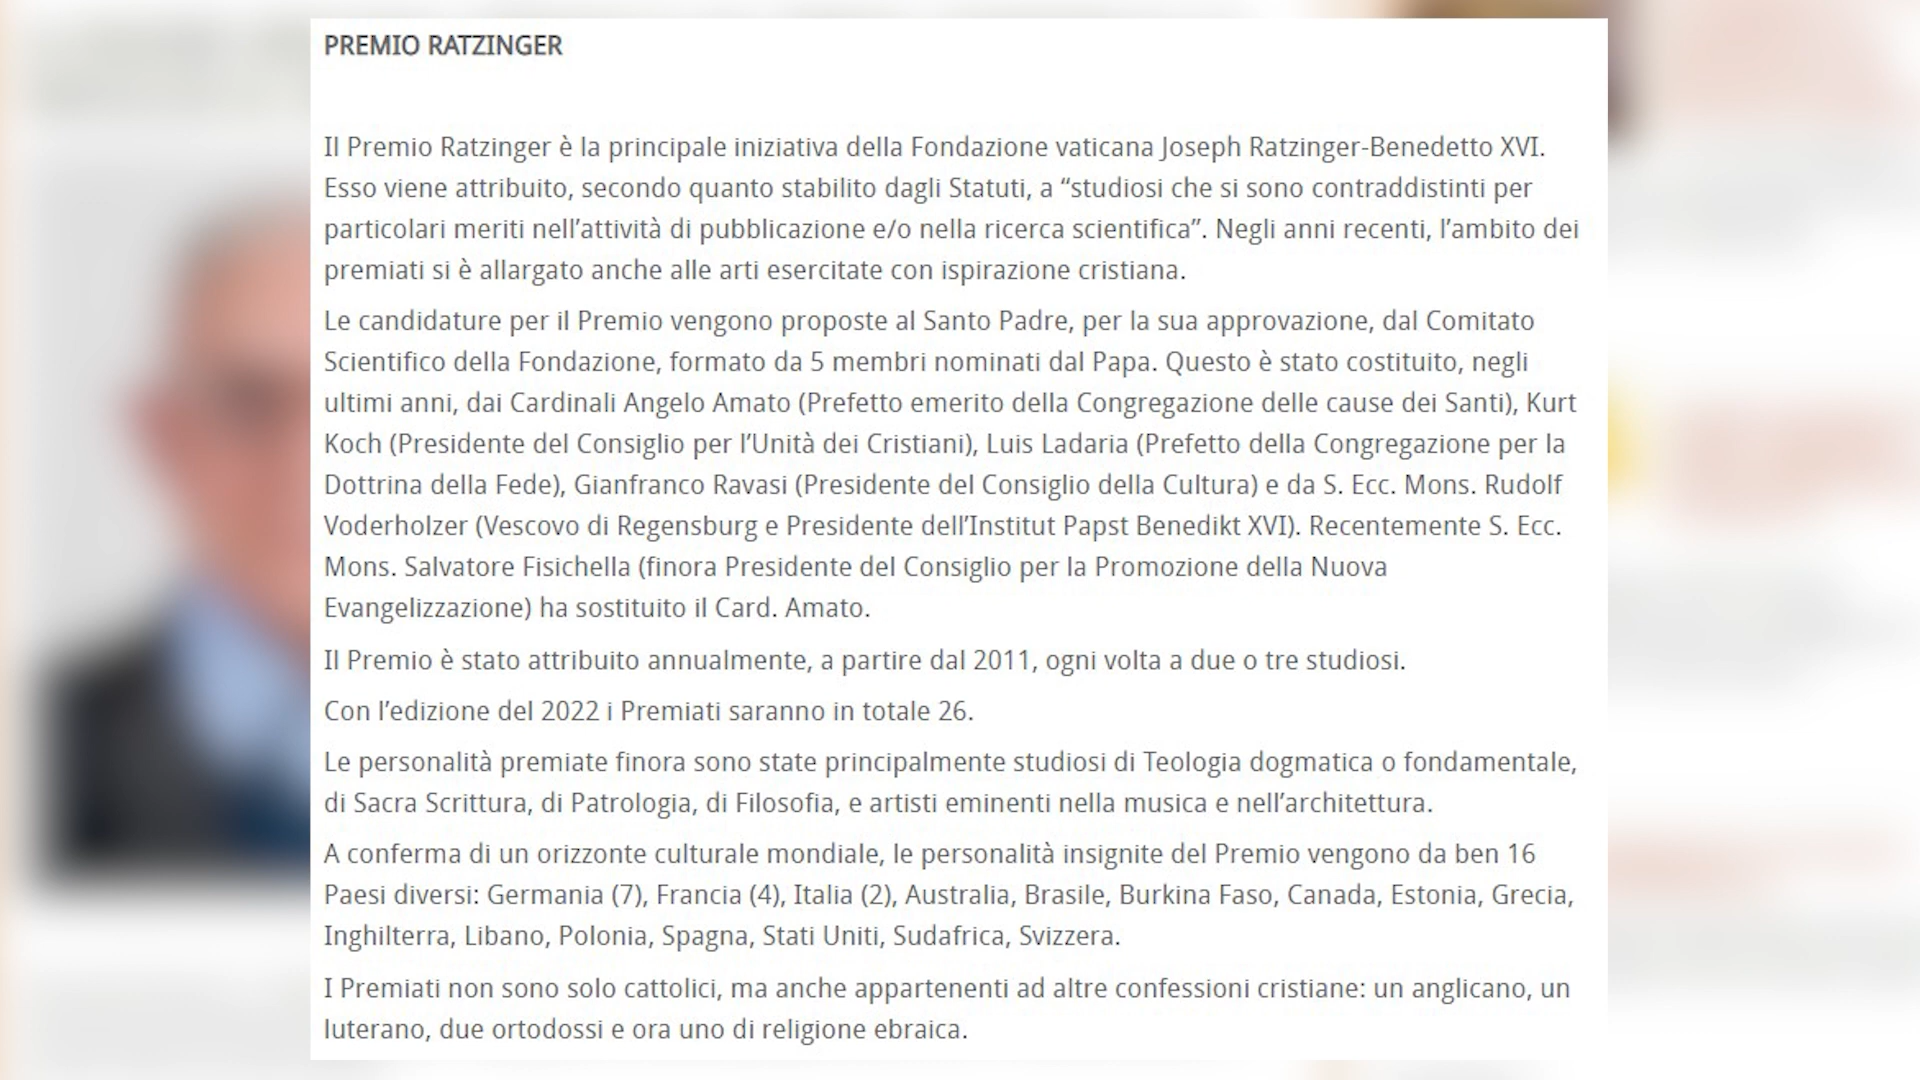 PREMIO RATZINGER
Il Premio Ratzinger è la principale iniziativa della Fondazione vaticana Joseph Ratzinger-Benedetto XVI.
Esso viene attribuito, secondo quanto stabilito dagli Statuti, a “studiosi che si sono contraddistinti per
particolari meriti nell’attività di pubblicazione e/o nella ricerca scientifica”. Negli anni recenti, l’ambito dei
premiati si è allargato anche alle arti esercitate con ispirazione cristiana.
Le candidature per il Premio vengono proposte al Santo Padre, per la sua approvazione, dal Comitato
Scientifico della Fondazione, formato da 5 membri nominati dal Papa. Questo è stato costituito, negli
ultimi anni, dai Cardinali Angelo Amato (Prefetto emerito della Congregazione delle cause dei Santi), Kurt
Koch (Presidente del Consiglio per l’Unità dei Cristiani), Luis Ladaria (Prefetto della Congregazione per la
Dottrina della Fede), Gianfranco Ravasi (Presidente del Consiglio della Cultura) e da S. Ecc. Mons. Rudolf
Voderholzer (Vescovo di Regensburg e Presidente dell’Institut Papst Benedikt XVI). Recentemente S. Ecc.
Mons. Salvatore Fisichella (finora Presidente del Consiglio per la Promozione della Nuova
Evangelizzazione) ha sostituito il Card. Amato.
Il Premio è stato attribuito annualmente, a partire dal 2011, ogni volta a due o tre studiosi.
Con l’edizione del 2022 i Premiati saranno in totale 26.
Le personalità premiate finora sono state principalmente studiosi di Teologia dogmatica o fondamentale,
di Sacra Scrittura, di Patrologia, di Filosofia, e artisti eminenti nella musica e nell’architettura.
A conferma di un orizzonte culturale mondiale, le personalità insignite del Premio vengono da ben 16
Paesi diversi: Germania (7), Francia (4), Italia (2), Australia, Brasile, Burkina Faso, Canada, Estonia, Grecia,
Inghilterra, Libano, Polonia, Spagna, Stati Uniti, Sudafrica, Svizzera.
I Premiati non sono solo cattolici, ma anche appartenenti ad altre confessioni cristiane: un anglicano, un
luterano, due ortodossi e ora uno di religione ebraica.